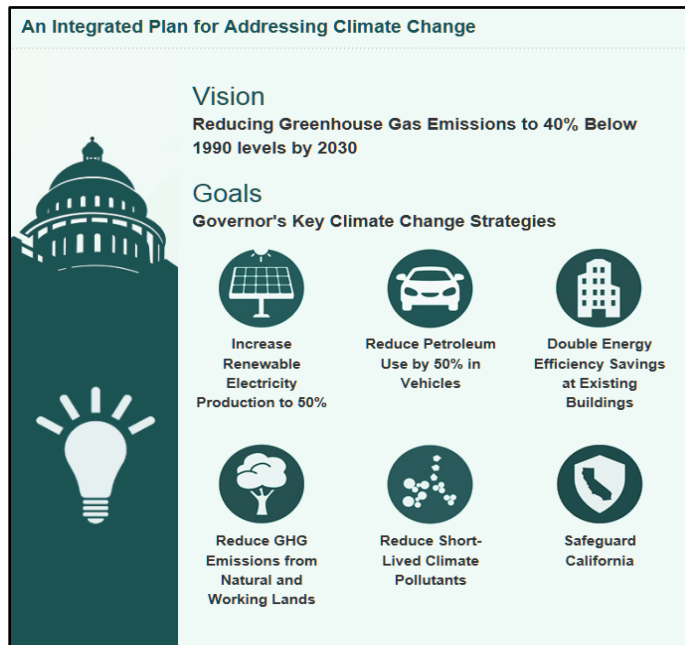 An Integrated Plan for Addressing Climate Change
Vision
Reducing Greenhouse Gas Emissions to 40% Below
1990 levels by 2030
Goals
Governor's Key Climate Change Strategies
Increase
Renewable
Electricity
Production to 50%
Reduce Petroleum
Use by 50% in
Vehicles
Double Energy
Efficiency Savings
at Existing
Buildings
Reduce GHG
Emissions from
Natural and
Working Lands
Reduce Short-
Lived Climate
Pollutants
Safeguard
California